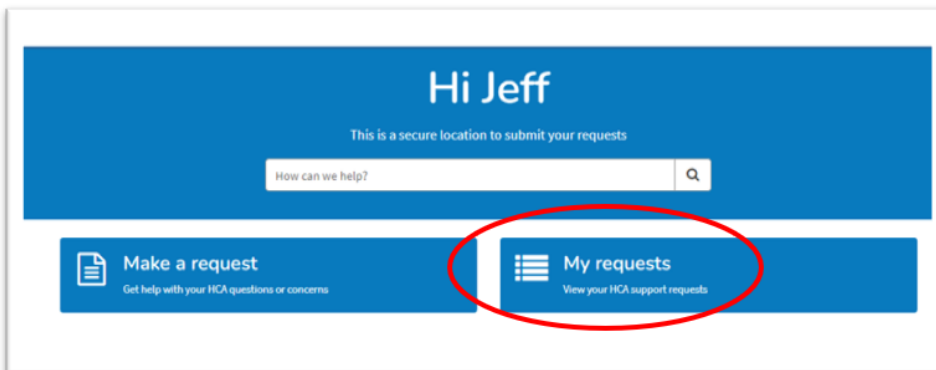 Hi Jeff
This is a secure location to submit your requests
How can we help?
Make a request
Get help with your HCA questions or concerns
My requests
View your HCA support requests